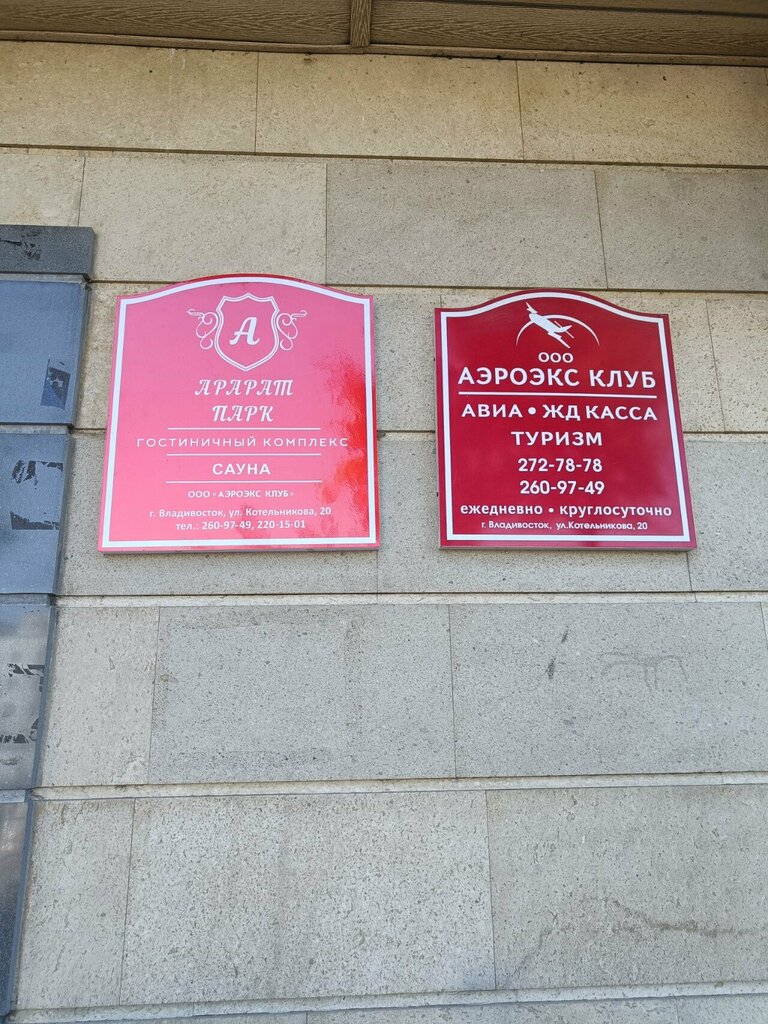 А
АРАРАТ
ПАРК
ГОСТИНИЧНЫЙ КОМПЛЕКС
САУНА
ООО «АЭРОЭКС КЛУБ»
г. Владивосток, ул. Котельникова, 20
тел.: 260-97-49, 220-15-01
ООО
АЭРОЭКС КЛУБ
АВИА • ЖД КАССА
ТУРИЗМ
272-78-78
260-97-49
ежедневно • круглосуточно
г. Владивосток, ул.Котельникова, 20